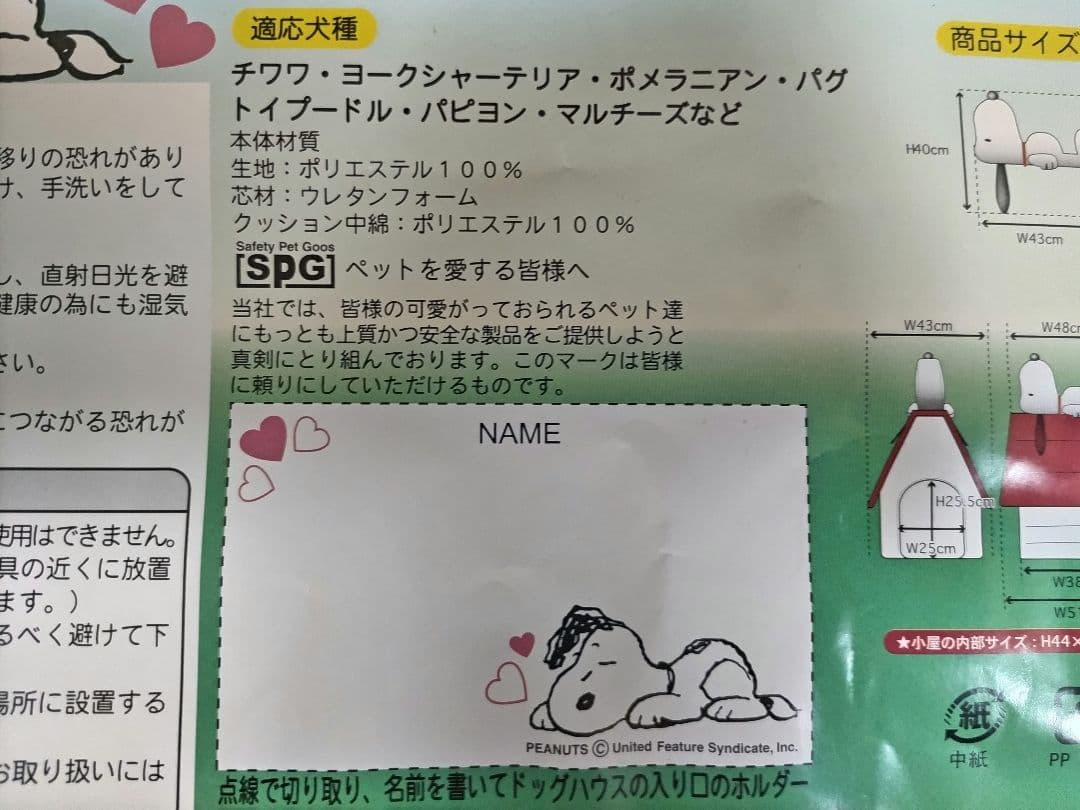 適応犬種
チワワ・ヨークシャーテリア・ポメラニアン・パグ
トイプードル・パピヨン・マルチーズなど
本体材質
生地：ポリエステル１００％
芯材：ウレタンフォーム
クッション中綿：ポリエステル１００％
Safety Pet Goos
[SpG] ペットを愛する皆様へ
当社では、皆様の可愛がっておられるペット達
にもっとも上質かつ安全な製品をご提供しようと
真剣にとり組んでおります。このマークは皆様
に頼りにしていただけるものです。
NAME
PEANUTS © United Feature Syndicate, Inc.
点線で切り取り、名前を書いてドッグハウスの入り口のホルダー
移りの恐れがあり
け、手洗いをして
し、直射日光を避
健康の為にも湿気
さい。
につながる恐れが
使用はできません。
具の近くに放置
ます。）
るべく避けて下
場所に設置する
お取り扱いには
商品サイズ
H40cm
W43cm
W43cm
W48cm
H25.5cm
W25cm
W38
W51
★小屋の内部サイズ：H44×
紙
中紙
PP